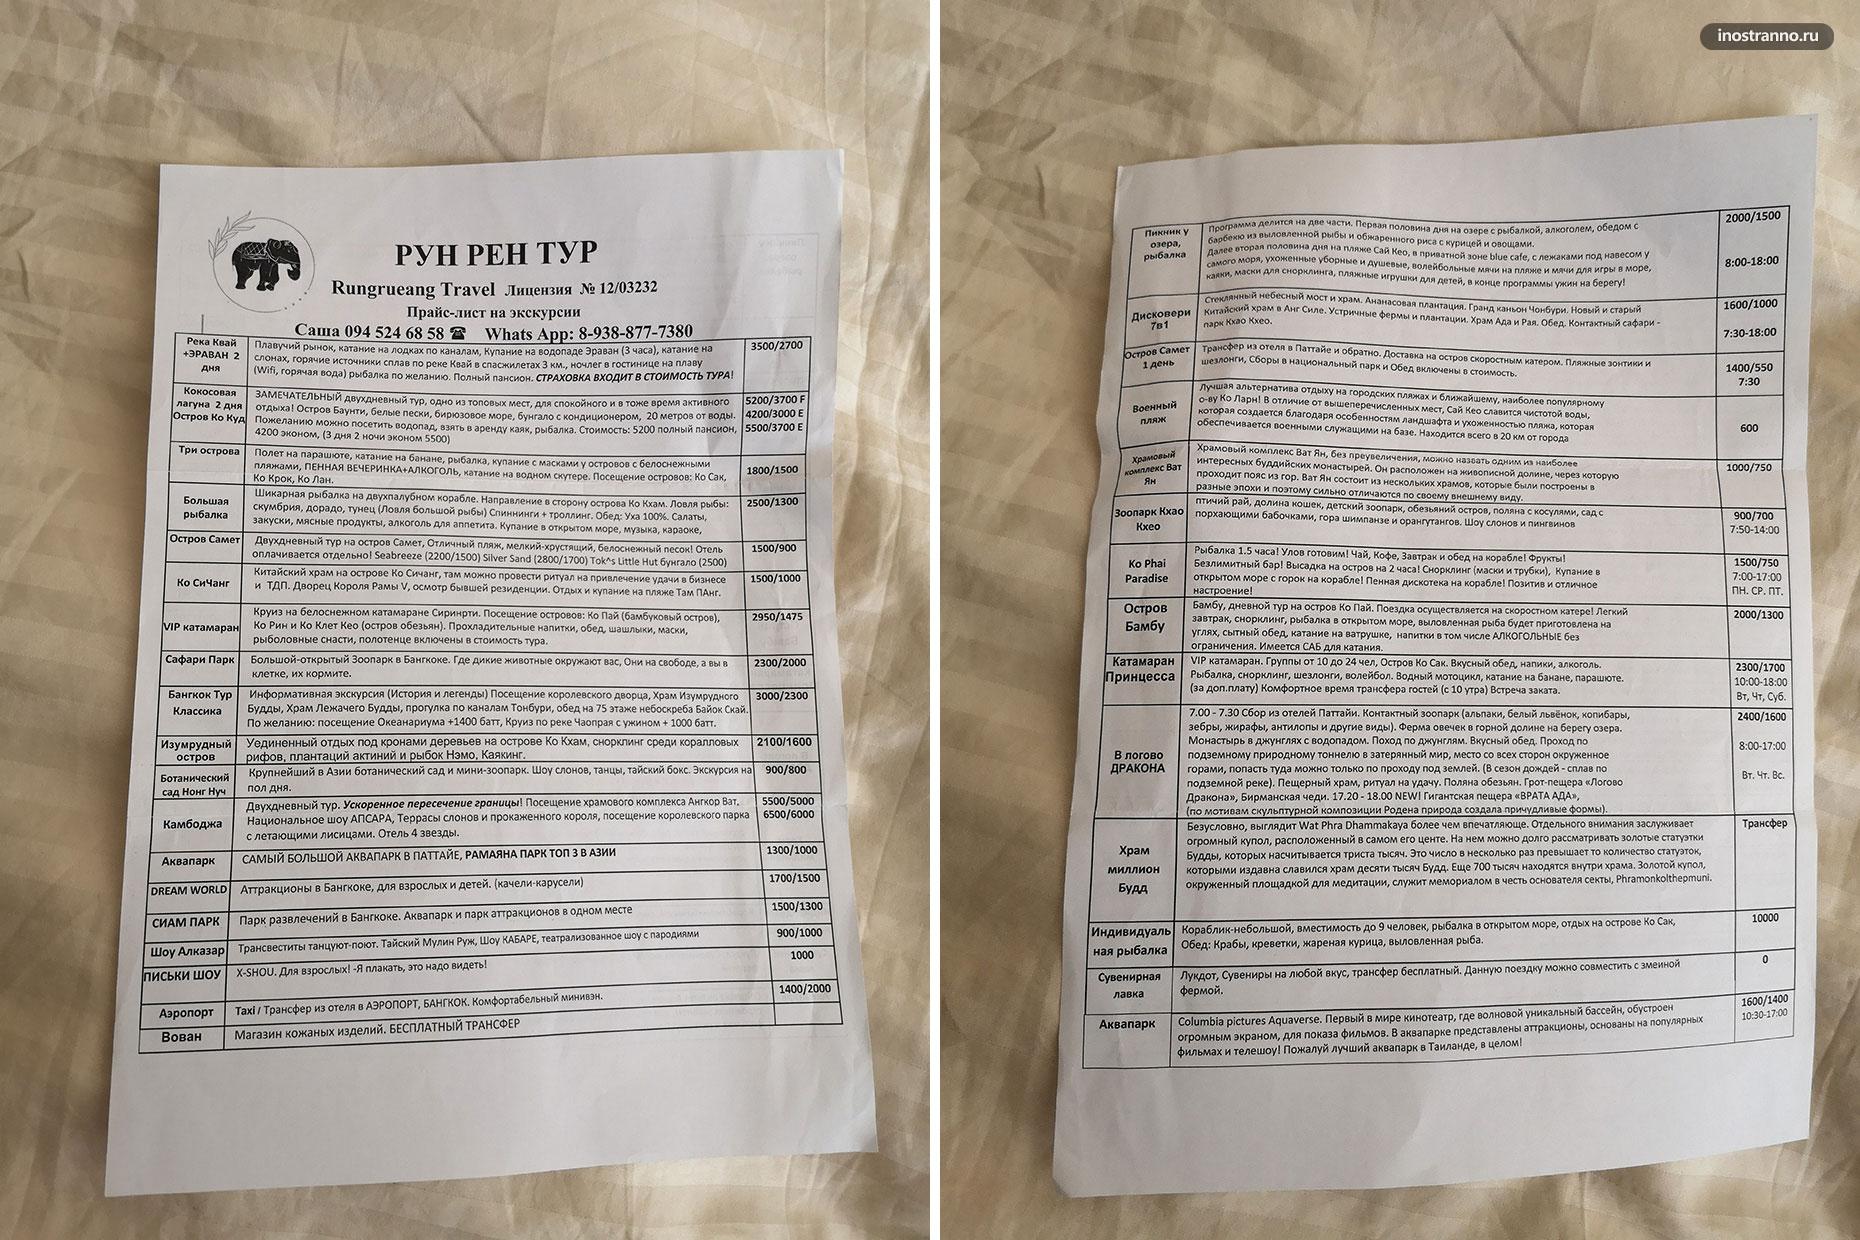 РУН РЕН ТУР
Rungrueang Travel Лицензия № 12/03232
Прайс-лист на экскурсии
Саша 094 524 68 58 ☎ Whats App: 8-938-877-7380
Река Квай
+ЭРАВАН 2
дня
Плавучий рынок, катание на лодках по каналам, Купание на водопаде Эраван (3 часа), катание на
слонах, горячие источники сплав по реке Квай в спасжилетах 3 км., ночлег в гостинице на плаву
(Wifi, горячая вода) рыбалка по желанию. Полный пансион. СТРАХОВКА ВХОДИТ В СТОИМОСТЬ ТУРА!
3500/2700
Кокосовая
лагуна 2 дня
Остров Ко Куд
ЗАМЕЧАТЕЛЬНЫЙ двухдневный тур, одно из топовых мест, для спокойного и в тоже время активного
отдыха! Остров Баунти, белые пески, бирюзовое море, бунгало с кондиционером, 20 метров от воды.
Пожеланию можно посетить водопад, взять в аренду каяк, рыбалка. Стоимость: 5200 полный пансион,
4200 эконом, (3 дня 2 ночи эконом 5500)
5200/3700 F
4200/3000 E
5500/3700 E
Три острова
Полет на парашюте, катание на банане, рыбалка, купание с масками у островов с белоснежными
пляжами, ПЕННАЯ ВЕЧЕРИНКА+АЛКОГОЛЬ, катание на водном скутере. Посещение островов: Ко Сак,
Ко Крок, Ко Лан.
1800/1500
Большая
рыбалка
Шикарная рыбалка на двухпалубном корабле. Направление в сторону острова Ко Кхам. Ловля рыбы:
скумбрия, дорадо, тунец (Ловля большой рыбы) Спиннинги + троллинг. Обед: Уха 100%. Салаты,
закуски, мясные продукты, алкоголь для аппетита. Купание в открытом море, музыка, караоке,
2500/1300
Остров Самет
Двухдневный тур на остров Самет, Отличный пляж, мелкий-хрустящий, белоснежный песок! Отель
оплачивается отдельно! Seabreeze (2200/1500) Silver Sand (2800/1700) Tok^s Little Hut бунгало (2500)
1500/900
Ко СиЧанг
Китайский храм на острове Ко Сичанг, там можно провести ритуал на привлечение удачи в бизнесе
и ТДП. Дворец Короля Рамы V, осмотр бывшей резиденции. Отдых и купание на пляже Там ПАнг.
1500/1000
VIP катамаран
Круиз на белоснежном катамаране Сиринрти. Посещение островов: Ко Пай (бамбуковый остров),
Ко Рин и Ко Клет Кео (остров обезьян). Прохладительные напитки, обед, шашлыки, маски,
рыболовные снасти, полотенце включены в стоимость тура.
2950/1475
Сафари Парк
Большой-открытый Зоопарк в Бангкоке. Где дикие животные окружают вас, Они на свободе, а вы в
клетке, их кормите.
2300/2000
Бангкок Тур
Классика
Информативная экскурсия (История и легенды) Посещение королевского дворца, Храм Изумрудного
Будды, Храм Лежачего Будды, прогулка по каналам Тонбури, обед на 75 этаже небоскреба Байок Скай.
По желанию: посещение Океанариума +1400 батт, Круиз по реке Чаопрая с ужином + 1000 батт.
3000/2300
Изумрудный
остров
Уединенный отдых под кронами деревьев на острове Ко Кхам, снорклинг среди коралловых
рифов, плантаций актиний и рыбок Нэмо, Каякинг.
2100/1600
Ботанический
сад Нонг Нуч
Крупнейший в Азии ботанический сад и мини-зоопарк. Шоу слонов, танцы, тайский бокс. Экскурсия на
пол дня.
900/800
Камбоджа
Двухдневный тур. Ускоренное пересечение границы! Посещение храмового комплекса Ангкор Ват,
Национальное шоу АПСАРА, Террасы слонов и прокаженного короля, посещение королевского парка
с летающими лисицами. Отель 4 звезды.
5500/5000
6500/6000
Аквапарк
САМЫЙ БОЛЬШОЙ АКВАПАРК В ПАТТАЙЕ, РАМАЯНА ПАРК ТОП 3 В АЗИИ
1300/1000
DREAM WORLD
Аттракционы в Бангкоке, для взрослых и детей. (качели-карусели)
1700/1500
СИАМ ПАРК
Парк развлечений в Бангкоке. Аквапарк и парк аттракционов в одном месте
1500/1300
Шоу Алказар
Трансвеститы танцуют-поют. Тайский Мулин Руж, Шоу КАБАРЕ, театрализованное шоу с пародиями
900/1000
ПИСЬКИ ШОУ
X-SHOU. Для взрослых! -Я плакать, это надо видеть!
1000
Аэропорт
Taxi / Трансфер из отеля в АЭРОПОРТ, БАНГКОК. Комфортабельный минивэн.
1400/2000
Вован
Магазин кожаных изделий. БЕСПЛАТНЫЙ ТРАНСФЕР
inostranno.ru
Пикник у
озера,
рыбалка
Программа делится на две части. Первая половина дня на озере с рыбалкой, алкоголем, обедом с
барбекю из выловленной рыбы и обжаренного риса с курицей и овощами.
Далее вторая половина дня на пляже Сай Кео, в приватной зоне blue cafe, с лежаками под навесом у
самого моря, ухоженные уборные и душевые, волейбольные мячи на пляже и мячи для игры в море,
каяки, маски для снорклинга, пляжные игрушки для детей, в конце программы ужин на берегу!
2000/1500
8:00-18:00
Дисковери
7в1
Стеклянный небесный мост и храм. Ананасовая плантация. Гранд каньон Чонбури. Новый и старый
Китайский храм в Анг Силе. Устричные фермы и плантации. Храм Ада и Рая. Обед. Контактный сафари -
парк Кхао Кхео.
1600/1000
7:30-18:00
Остров Самет
1 день
Трансфер из отеля в Паттайе и обратно. Доставка на остров скоростным катером. Пляжные зонтики и
шезлонги, Сборы в национальный парк и Обед включены в стоимость.
1400/550
7:30
Военный
пляж
Лучшая альтернатива отдыху на городских пляжах и ближайшему, наиболее популярному
о-ву Ко Ларн! В отличие от вышеперечисленных мест, Сай Кео славится чистотой воды,
которая создается благодаря особенностям ландшафта и ухоженностью пляжа, которая
обеспечивается военными служащими на базе. Находится всего в 20 км от города
600
Храмовый
комплекс Ват
Ян
Храмовый комплекс Ват Ян, без преувеличения, можно назвать одним из наиболее
интересных буддийских монастырей. Он расположен на живописной долине, через которую
проходит пояс из гор. Ват Ян состоит из нескольких храмов, которые были построены в
разные эпохи и поэтому сильно отличаются по своему внешнему виду.
1000/750
Зоопарк Кхао
Кхео
птичий рай, долина кошек, детский зоопарк, обезьяний остров, поляна с косулями, сад с
порхающими бабочками, гора шимпанзе и орангутангов. Шоу слонов и пингвинов
900/700
7:50-14:00
Ko Phai
Paradise
Рыбалка 1.5 часа! Улов готовим! Чай, Кофе, Завтрак и обед на корабле! Фрукты!
Безлимитный бар! Высадка на остров на 2 часа! Снорклинг (маски и трубки), Купание в
открытом море с горок на корабле! Пенная дискотека на корабле! Позитив и отличное
настроение!
1500/750
7:00-17:00
ПН. СР. ПТ.
Остров
Бамбу
Бамбу, дневной тур на остров Ко Пай. Поездка осуществляется на скоростном катере! Легкий
завтрак, снорклинг, рыбалка в открытом море, выловленная рыба будет приготовлена на
углях, сытный обед, катание на ватрушке, напитки в том числе АЛКОГОЛЬНЫЕ без
ограничения. Имеется САБ для катания.
2000/1300
Катамаран
Принцесса
VIP катамаран. Группы от 10 до 24 чел, Остров Ко Сак. Вкусный обед, напики, алкоголь.
Рыбалка, снорклинг, шезлонги, волейбол. Водный мотоцикл, катание на банане, парашюте.
(за доп.плату) Комфортное время трансфера гостей (с 10 утра) Встреча заката.
2300/1700
10:00-18:00
Вт, Чт, Суб.
В логово
ДРАКОНА
7.00 - 7.30 Сбор из отелей Паттайи. Контактный зоопарк (альпаки, белый львёнок, копибары,
зебры, жирафы, антилопы и другие виды). Ферма овечек в горной долине на берегу озера.
Монастырь в джунглях с водопадом. Поход по джунглям. Вкусный обед. Проход по
подземному природному тоннелю в затерянный мир, место со всех сторон окруженное
горами, попасть туда можно только по проходу под землей. (В сезон дождей - сплав по
подземной реке). Пещерный храм, ритуал на удачу. Поляна обезьян. Грот-пещера «Логово
Дракона», Бирманская чеди. 17.20 - 18.00 NEW! Гигантская пещера «ВРАТА АДА»,
(по мотивам скульптурной композиции Родена природа создала причудливые формы).
2400/1600
8:00-17:00
Вт. Чт. Вс.
Храм
миллион
Будд
Безусловно, выглядит Wat Phra Dhammakaya более чем впечатляюще. Отдельного внимания заслуживает
огромный купол, расположенный в самом его центе. На нем можно долго рассматривать золотые статуэтки
Будды, которых насчитывается триста тысяч. Это число в несколько раз превышает то количество статуэток,
которыми издавна славился храм десяти тысяч Будд. Еще 700 тысяч находятся внутри храма. Золотой купол,
окруженный площадкой для медитации, служит мемориалом в честь основателя секты, Phramonkolthepmuni.
Трансфер
Индивидуаль
ная рыбалка
Кораблик-небольшой, вместимость до 9 человек, рыбалка в открытом море, отдых на острове Ко Сак,
Обед: Крабы, креветки, жареная курица, выловленная рыба.
10000
Сувенирная
лавка
Лукдот, Сувениры на любой вкус, трансфер бесплатный. Данную поездку можно совместить с змеиной
фермой.
0
Аквапарк
Columbia pictures Aquaverse. Первый в мире кинотеатр, где волновой уникальный бассейн, обустроен
огромным экраном, для показа фильмов. В аквапарке представлены аттракционы, основаны на популярных
фильмах и телешоу! Пожалуй лучший аквапарк в Таиланде, в целом!
1600/1400
10:30-17:00